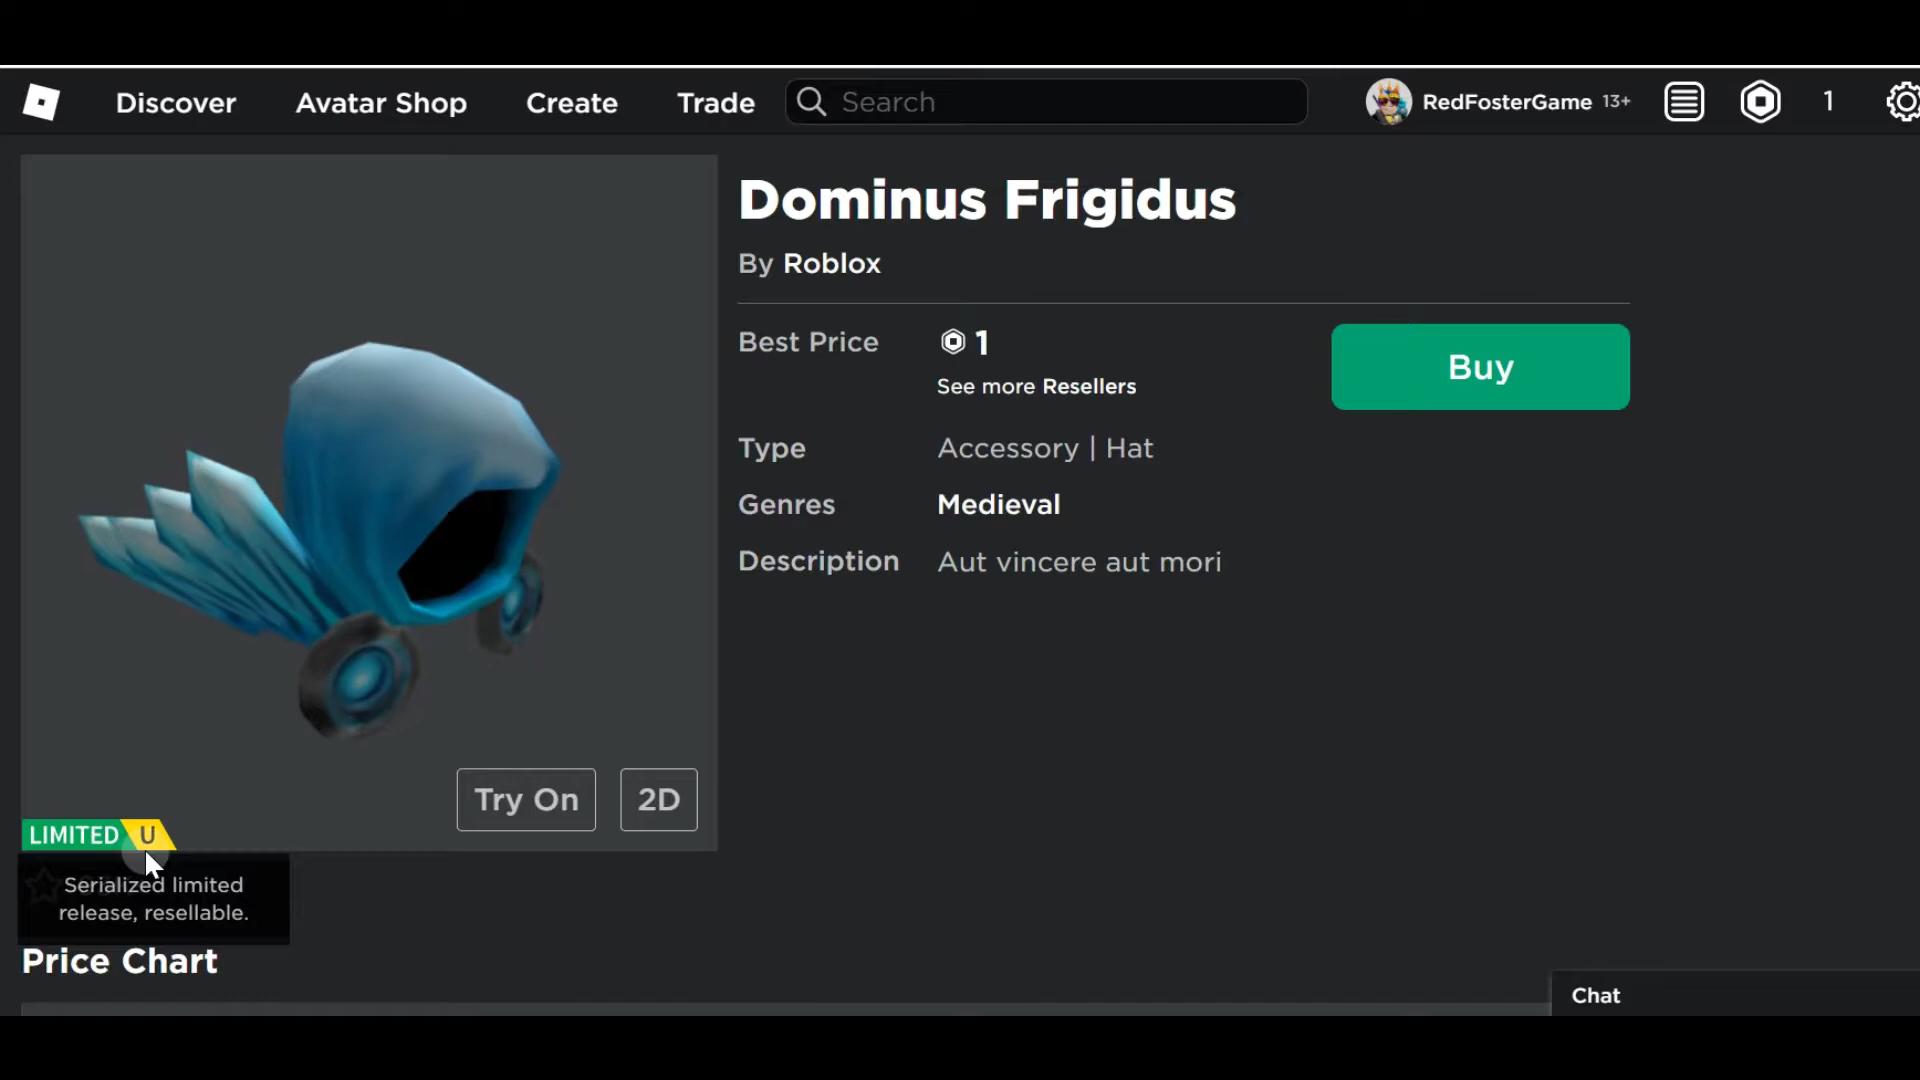 Discover Avatar Shop Create Trade Search RedFosterGame 13+ 1
Dominus Frigidus
By Roblox
Best Price 1
Buy
See more Resellers
Type Accessory | Hat
Genres Medieval
Description Aut vincere aut mori
Try On 2D
LIMITED U
Serialized limited
release, resellable.
Price Chart
Chat